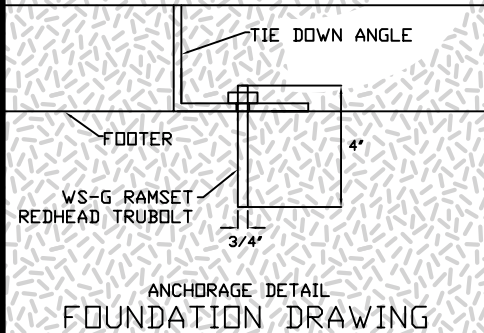 TIE DOWN ANGLE
FOOTER
4"
WS-G RAMSET
REDHEAD TRUBOLT
3/4"
ANCHORAGE DETAIL
FOUNDATION DRAWING